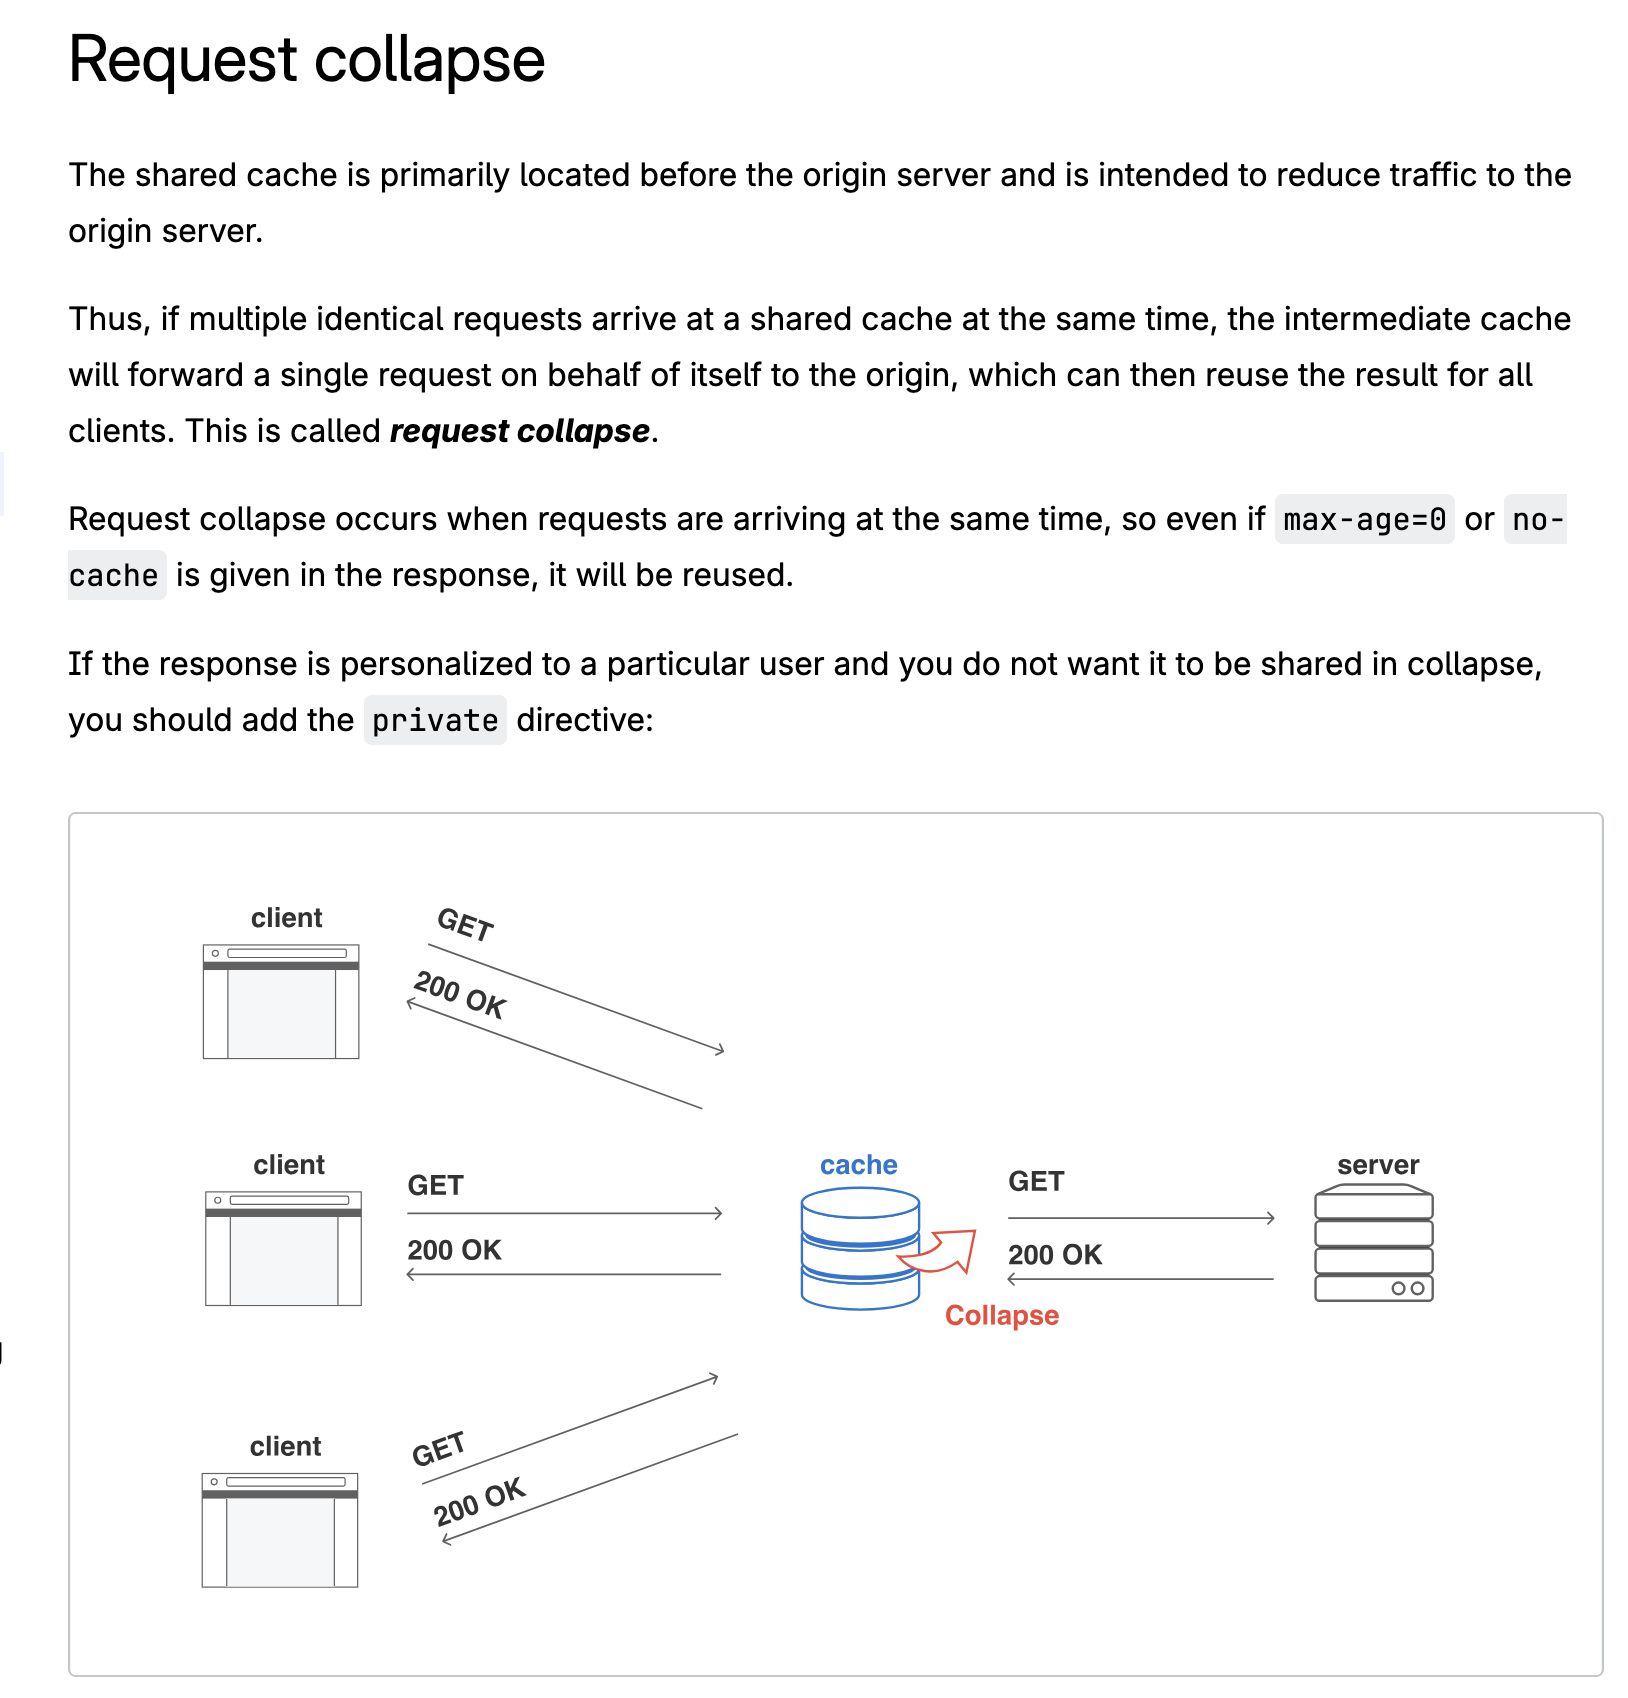 Request collapse
The shared cache is primarily located before the origin server and is intended to reduce traffic to the
origin server.
Thus, if multiple identical requests arrive at a shared cache at the same time, the intermediate cache
will forward a single request on behalf of itself to the origin, which can then reuse the result for all
clients. This is called request collapse.
Request collapse occurs when requests are arriving at the same time, so even if max-age=0 or no-
cache is given in the response, it will be reused.
If the response is personalized to a particular user and you do not want it to be shared in collapse,
you should add the private directive:
client
GET
200 OK
client
GET
200 OK
cache
Collapse
GET
200 OK
server
client
GET
200 OK